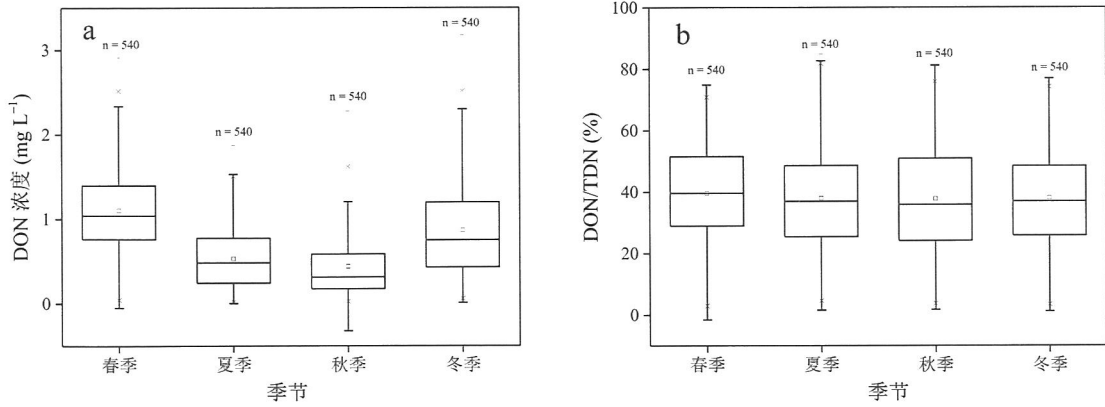 a
n = 540
n = 540
n = 540
n = 540
3
2
1
0
DON 浓度 (mg L⁻¹)
春季
夏季
秋季
冬季
季节
b
n = 540
n = 540
n = 540
n = 540
100
80
60
40
20
0
DON/TDN (%)
春季
夏季
秋季
冬季
季节